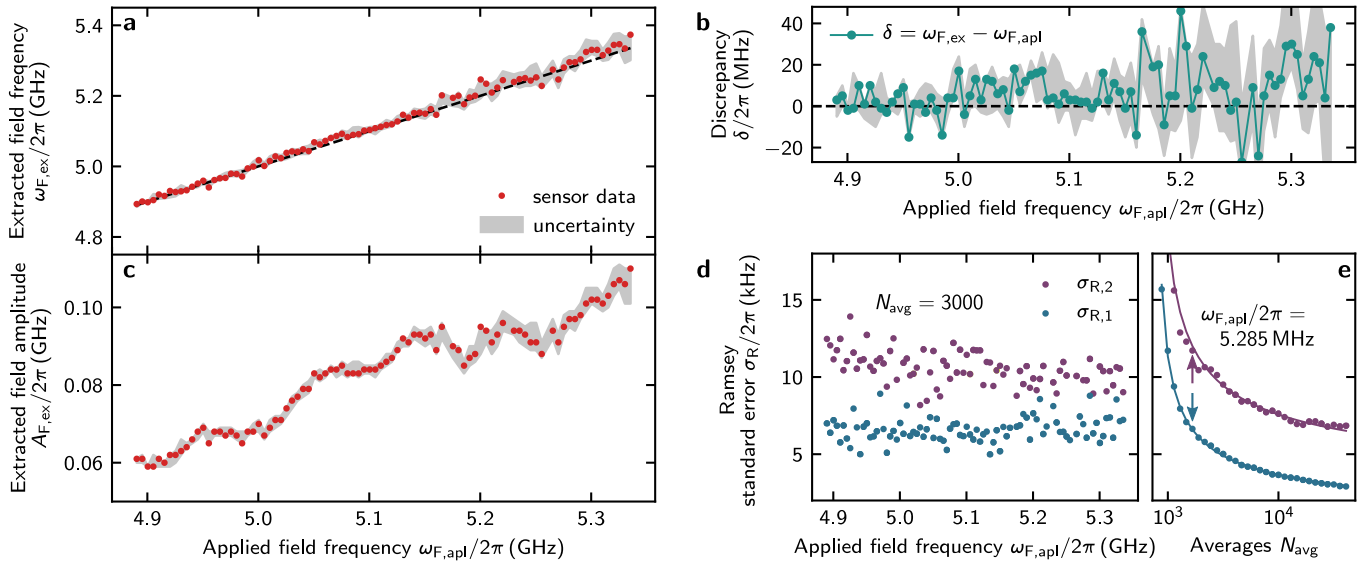 a
Extracted field freqency
ω_F,ex/2π (GHz)
5.4
5.2
5.0
4.8
sensor data
uncertainty
c
Extracted field amplitude
A_F,ex/2π (GHz)
0.10
0.08
0.06
4.9 5.0 5.1 5.2 5.3
Applied field frequency ω_F,apl/2π (GHz)
b
Discrepancy
δ/2π (MHz)
40
20
0
−20
δ = ω_F,ex − ω_F,apl
4.9 5.0 5.1 5.2 5.3
Applied field frequency ω_F,apl/2π (GHz)
d
Ramsey
standard error σ_R/2π (kHz)
15
10
5
N_avg = 3000
σ_R,2
σ_R,1
4.9 5.0 5.1 5.2 5.3
Applied field frequency ω_F,apl/2π (GHz)
e
ω_F,apl/2π =
5.285 MHz
10³ 10⁴
Averages N_avg